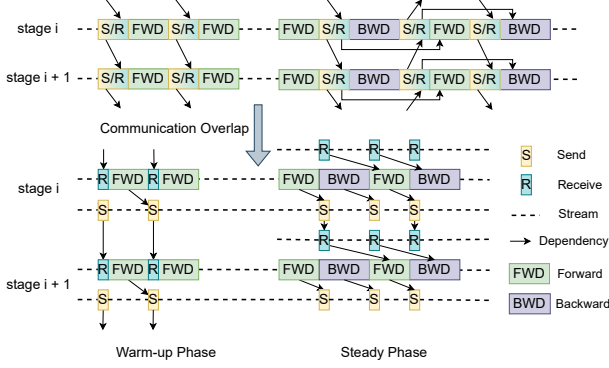 stage i S/R FWD S/R FWD FWD S/R BWD S/R FWD S/R BWD
stage i + 1 S/R FWD S/R FWD FWD S/R BWD S/R FWD S/R BWD
Communication Overlap
R R R
stage i R FWD R FWD FWD BWD FWD BWD
S S S S S
R R R
stage i + 1 R FWD R FWD FWD BWD FWD BWD
S S S S S
S Send
R Receive
Stream
Dependency
FWD Forward
BWD Backward
Warm-up Phase Steady Phase